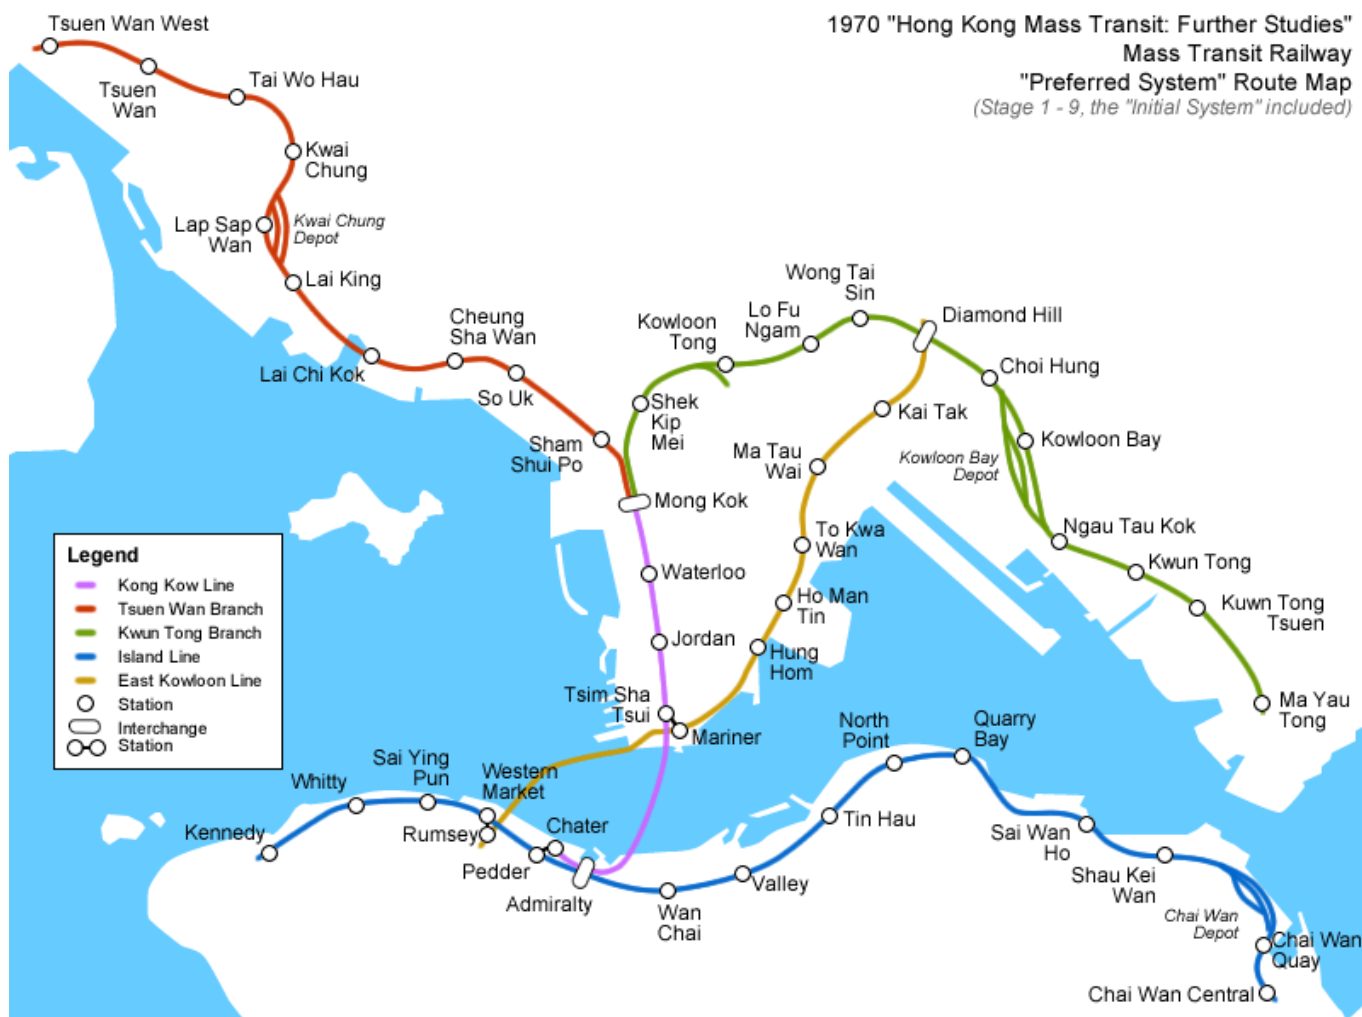 1970 "Hong Kong Mass Transit: Further Studies"
Mass Transit Railway
"Preferred System" Route Map
(Stage 1 - 9, the "Initial System" included)
Tsuen Wan West
Tsuen
Wan
Tai Wo Hau
Kwai
Chung
Lap Sap
Wan
Kwai Chung
Depot
Lai King
Lai Chi Kok
Cheung
Sha Wan
So Uk
Sham
Shui Po
Mong Kok
Shek
Kip
Mei
Kowloon
Tong
Lo Fu
Ngam
Wong Tai
Sin
Diamond Hill
Choi Hung
Kowloon Bay
Kowloon Bay
Depot
Ngau Tau Kok
Kwun Tong
Kuwn Tong
Tsuen
Ma Yau
Tong
Kai Tak
Ma Tau
Wai
To Kwa
Wan
Ho Man
Tin
Hung
Hom
Mariner
Waterloo
Jordan
Tsim Sha
Tsui
Legend
Kong Kow Line
Tsuen Wan Branch
Kwun Tong Branch
Island Line
East Kowloon Line
Station
Interchange
Station
Kennedy
Whitty
Sai Ying
Pun
Western
Market
Rumsey
Pedder
Chater
Admiralty
Wan
Chai
Valley
Tin Hau
North
Point
Quarry
Bay
Sai Wan
Ho
Shau Kei
Wan
Chai Wan
Depot
Chai Wan
Quay
Chai Wan Central